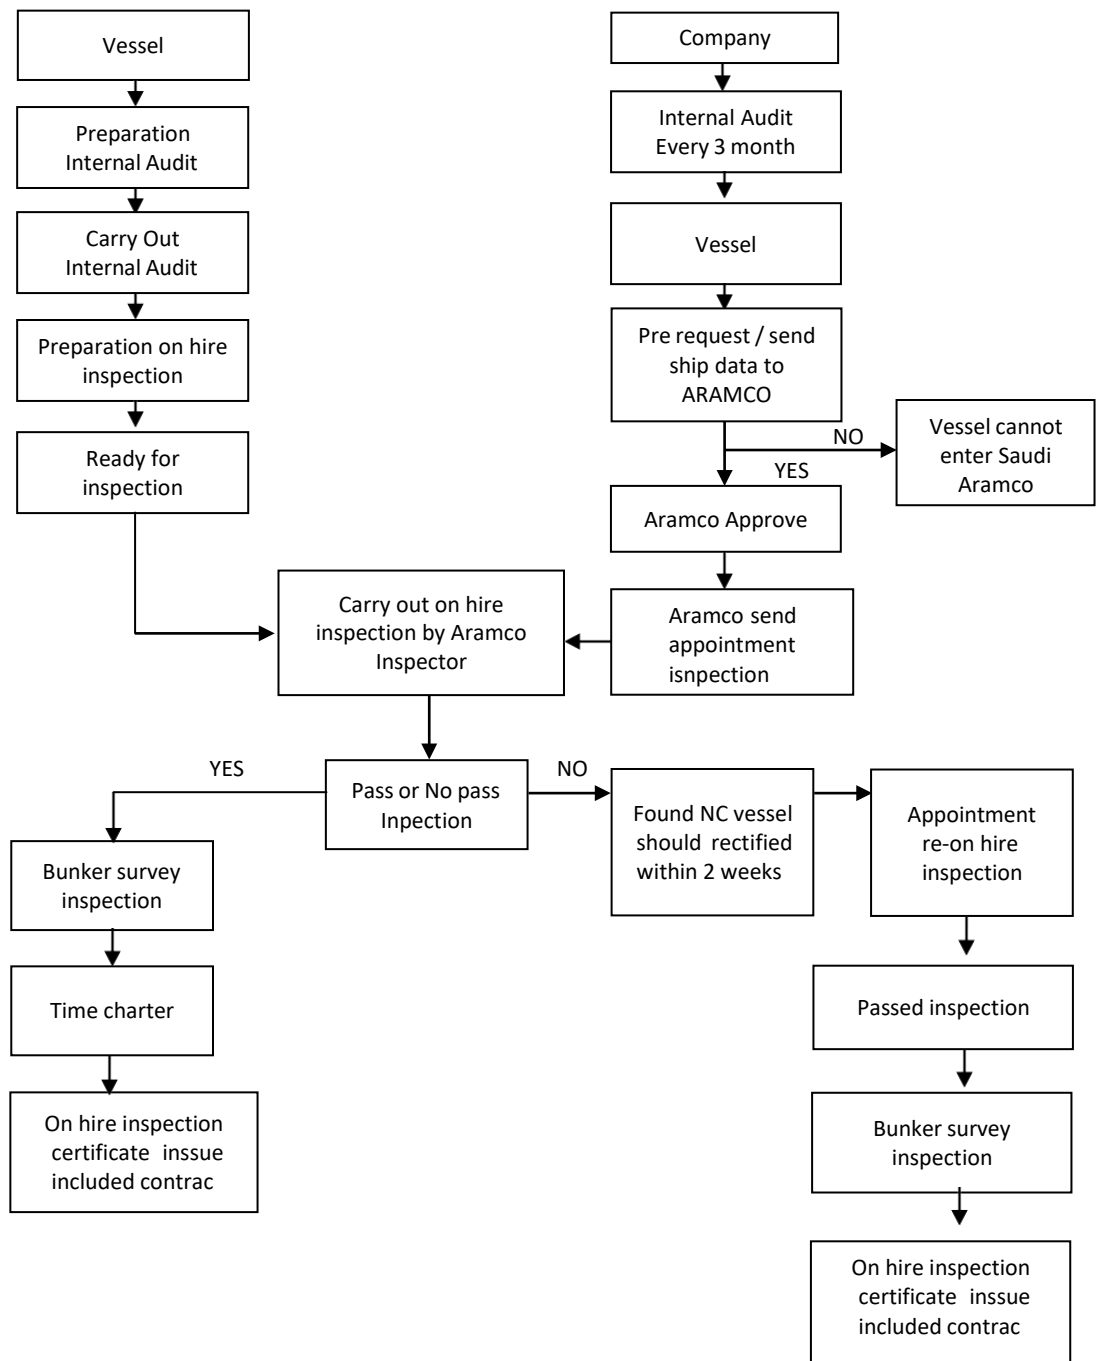 Vessel
Preparation
Internal Audit
Carry Out
Internal Audit
Preparation on hire
inspection
Ready for
inspection
Company
Internal Audit
Every 3 month
Vessel
Pre request / send
ship data to
ARAMCO
NO
YES
Vessel cannot
enter Saudi
Aramco
Aramco Approve
Aramco send
appointment
isnpection
Carry out on hire
inspection by Aramco
Inspector
Pass or No pass
Inpection
YES
NO
Bunker survey
inspection
Time charter
On hire inspection
certificate inssue
included contrac
Found NC vessel
should rectified
within 2 weeks
Appointment
re-on hire
inspection
Passed inspection
Bunker survey
inspection
On hire inspection
certificate inssue
included contrac